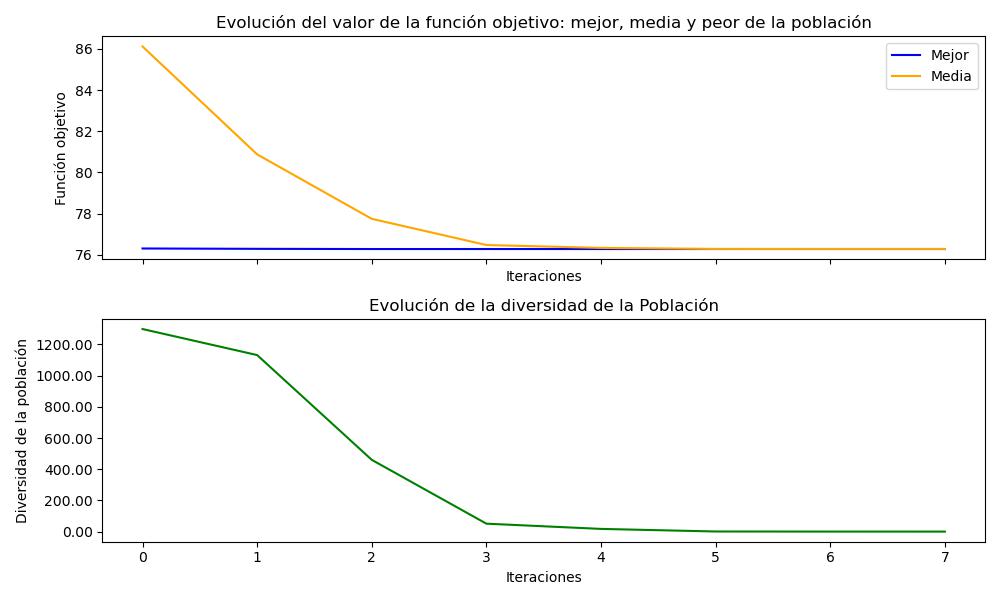 Evolución del valor de la función objetivo: mejor, media y peor de la población
Función objetivo
86
84
82
80
78
76
Mejor
Media
Iteraciones
Evolución de la diversidad de la Población
Diversidad de la población
1200.00
1000.00
800.00
600.00
400.00
200.00
0.00
0 1 2 3 4 5 6 7
Iteraciones